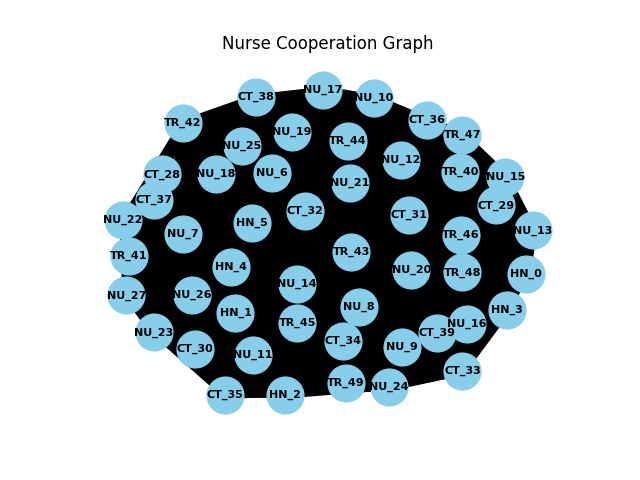 Nurse Cooperation Graph
NU_17
CT_38
NU_10
CT_36
TR_42
NU_19
TR_47
TR_44
NU_25
NU_12
NU_6
TR_40
CT_28
NU_18
NU_15
NU_21
CT_37
CT_29
CT_32
CT_31
NU_22
HN_5
NU_13
NU_7
TR_46
TR_43
TR_41
HN_4
NU_20
TR_48
HN_0
NU_14
NU_27
NU_26
NU_8
HN_3
HN_1
TR_45
NU_16
NU_23
CT_39
CT_34
NU_9
CT_30
NU_11
CT_33
TR_49
NU_24
CT_35
HN_2